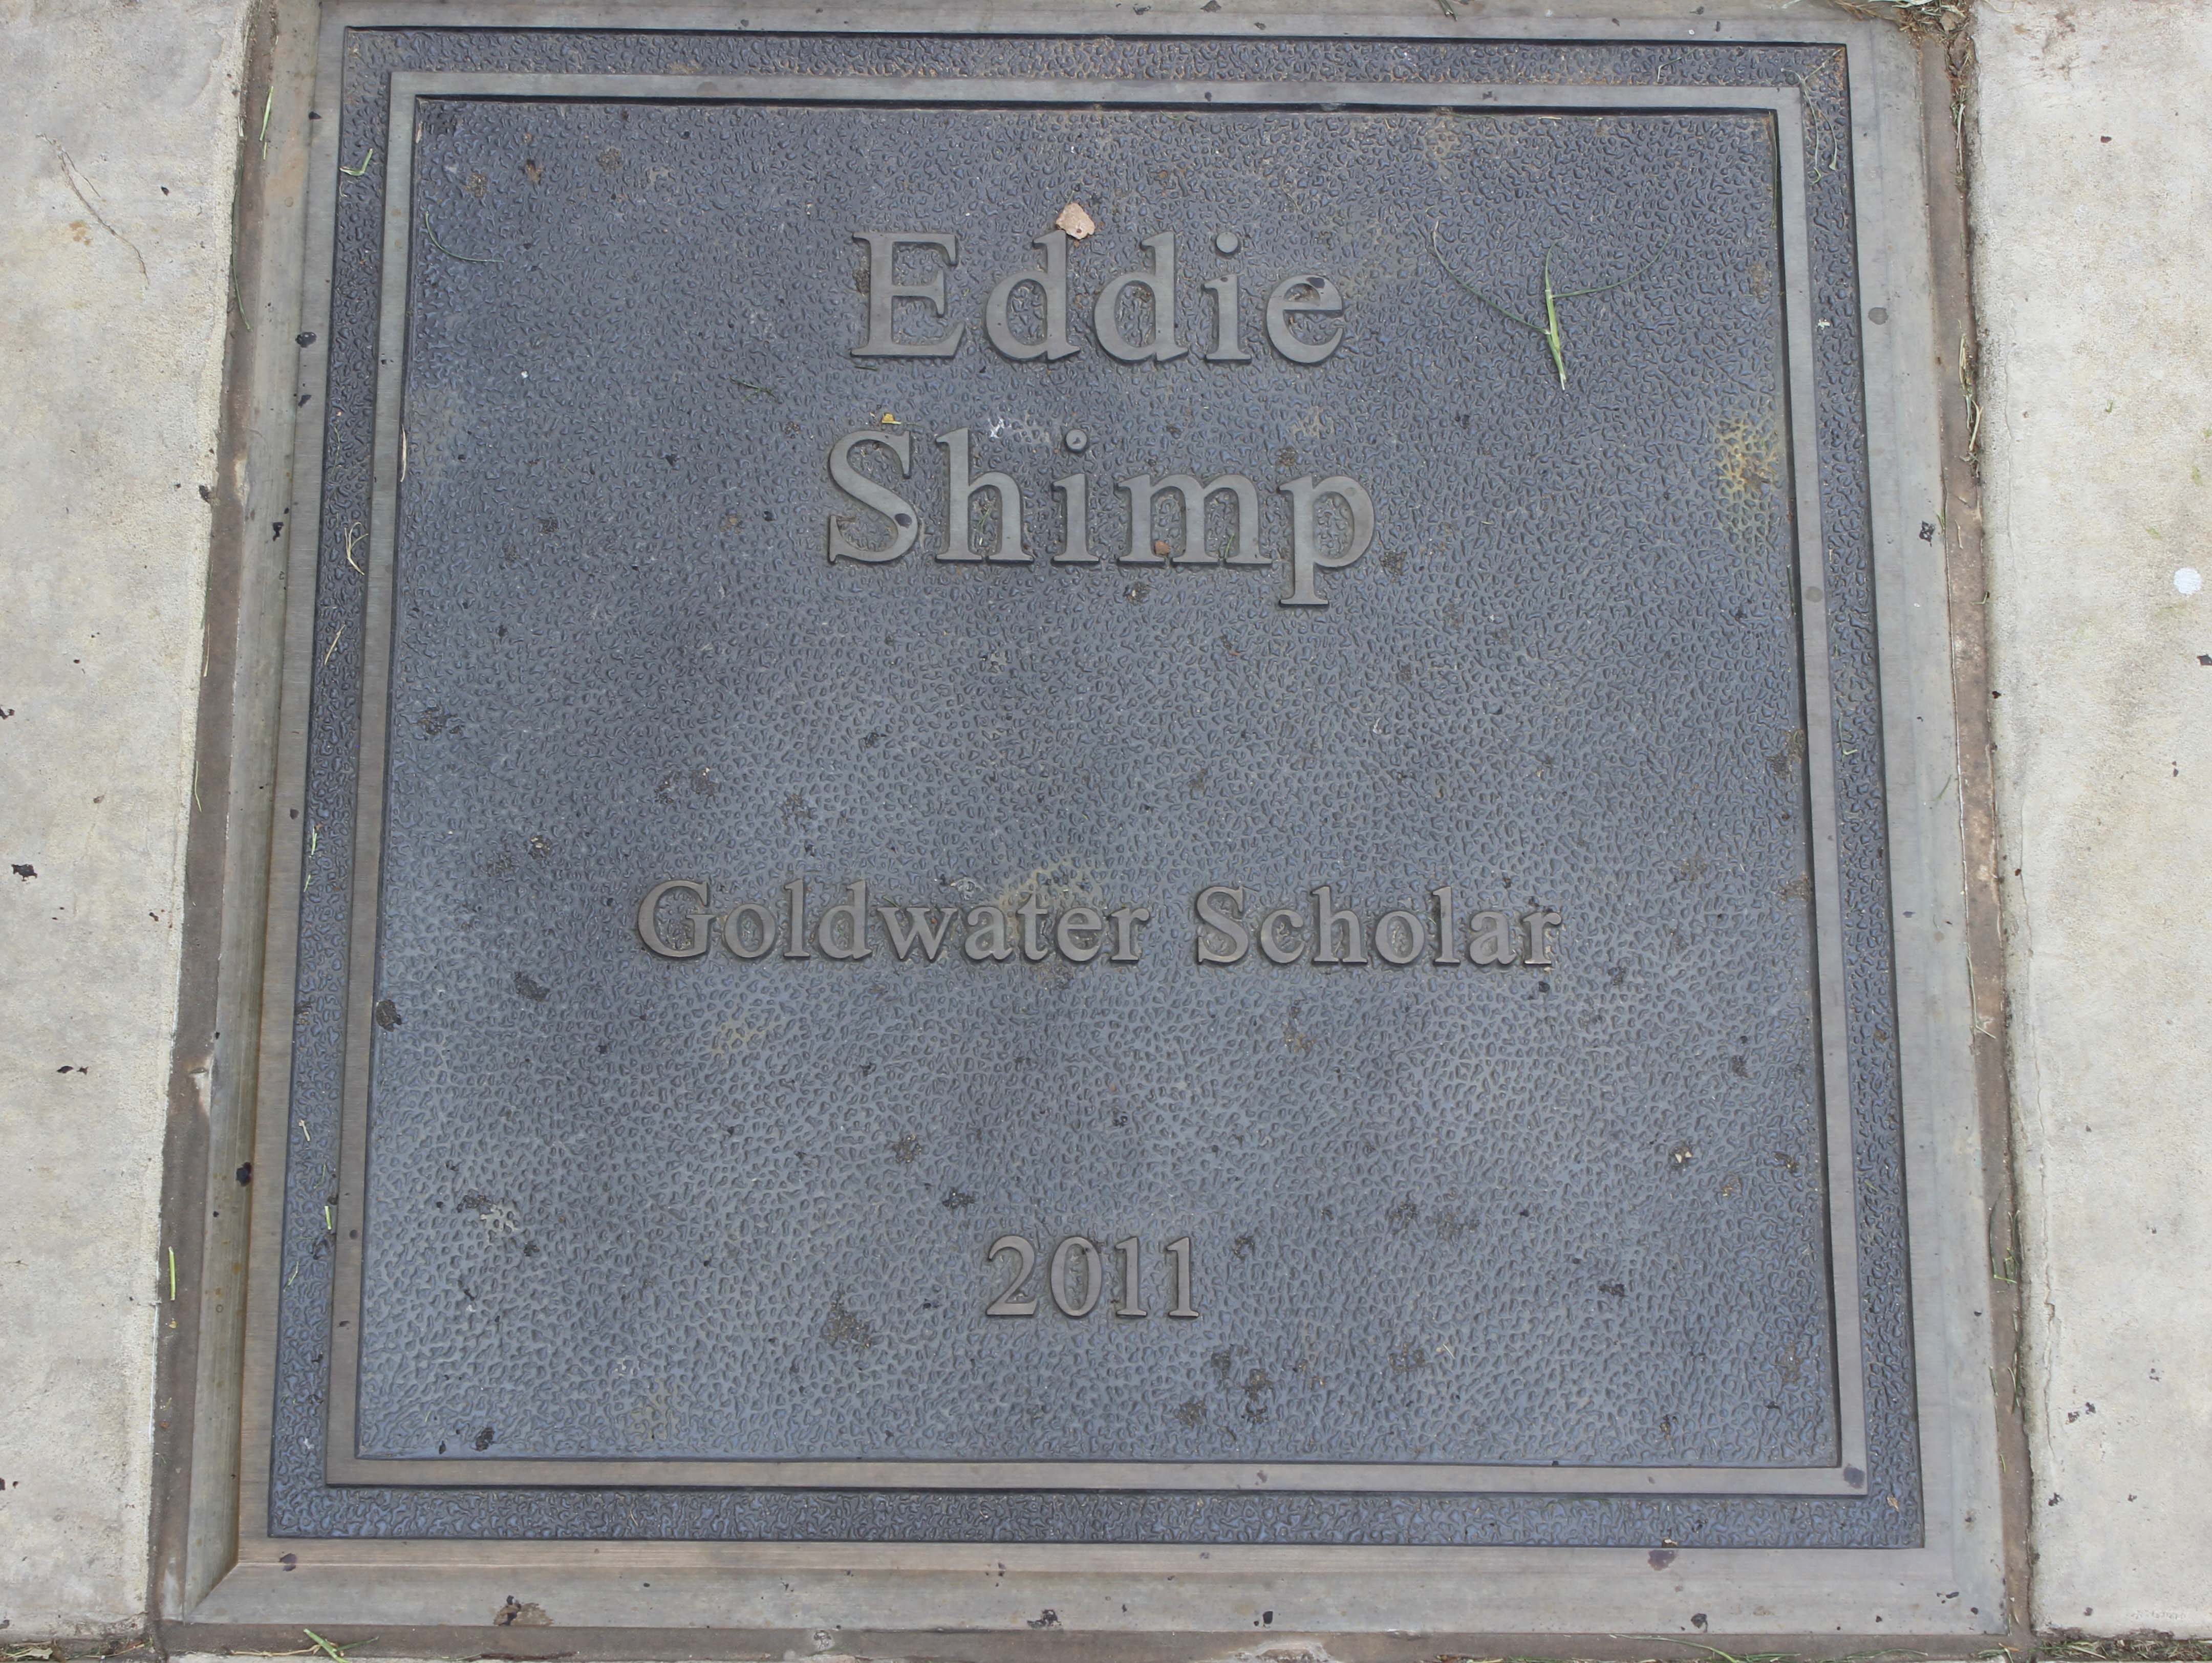 Eddie
Shimp
Goldwater Scholar
2011